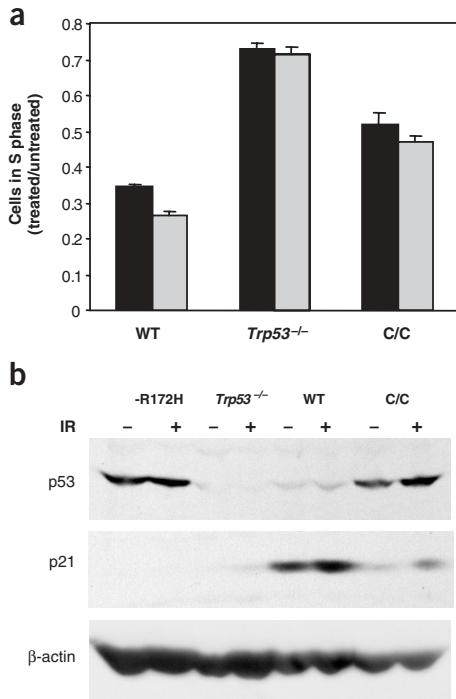 a
Cells in S phase
(treated/untreated)
0.8
0.7
0.6
0.5
0.4
0.3
0.2
0.1
0
WT Trp53−/− C/C
b
-R172H Trp53−/− WT C/C
IR − + − + − + − +
p53
p21
β-actin